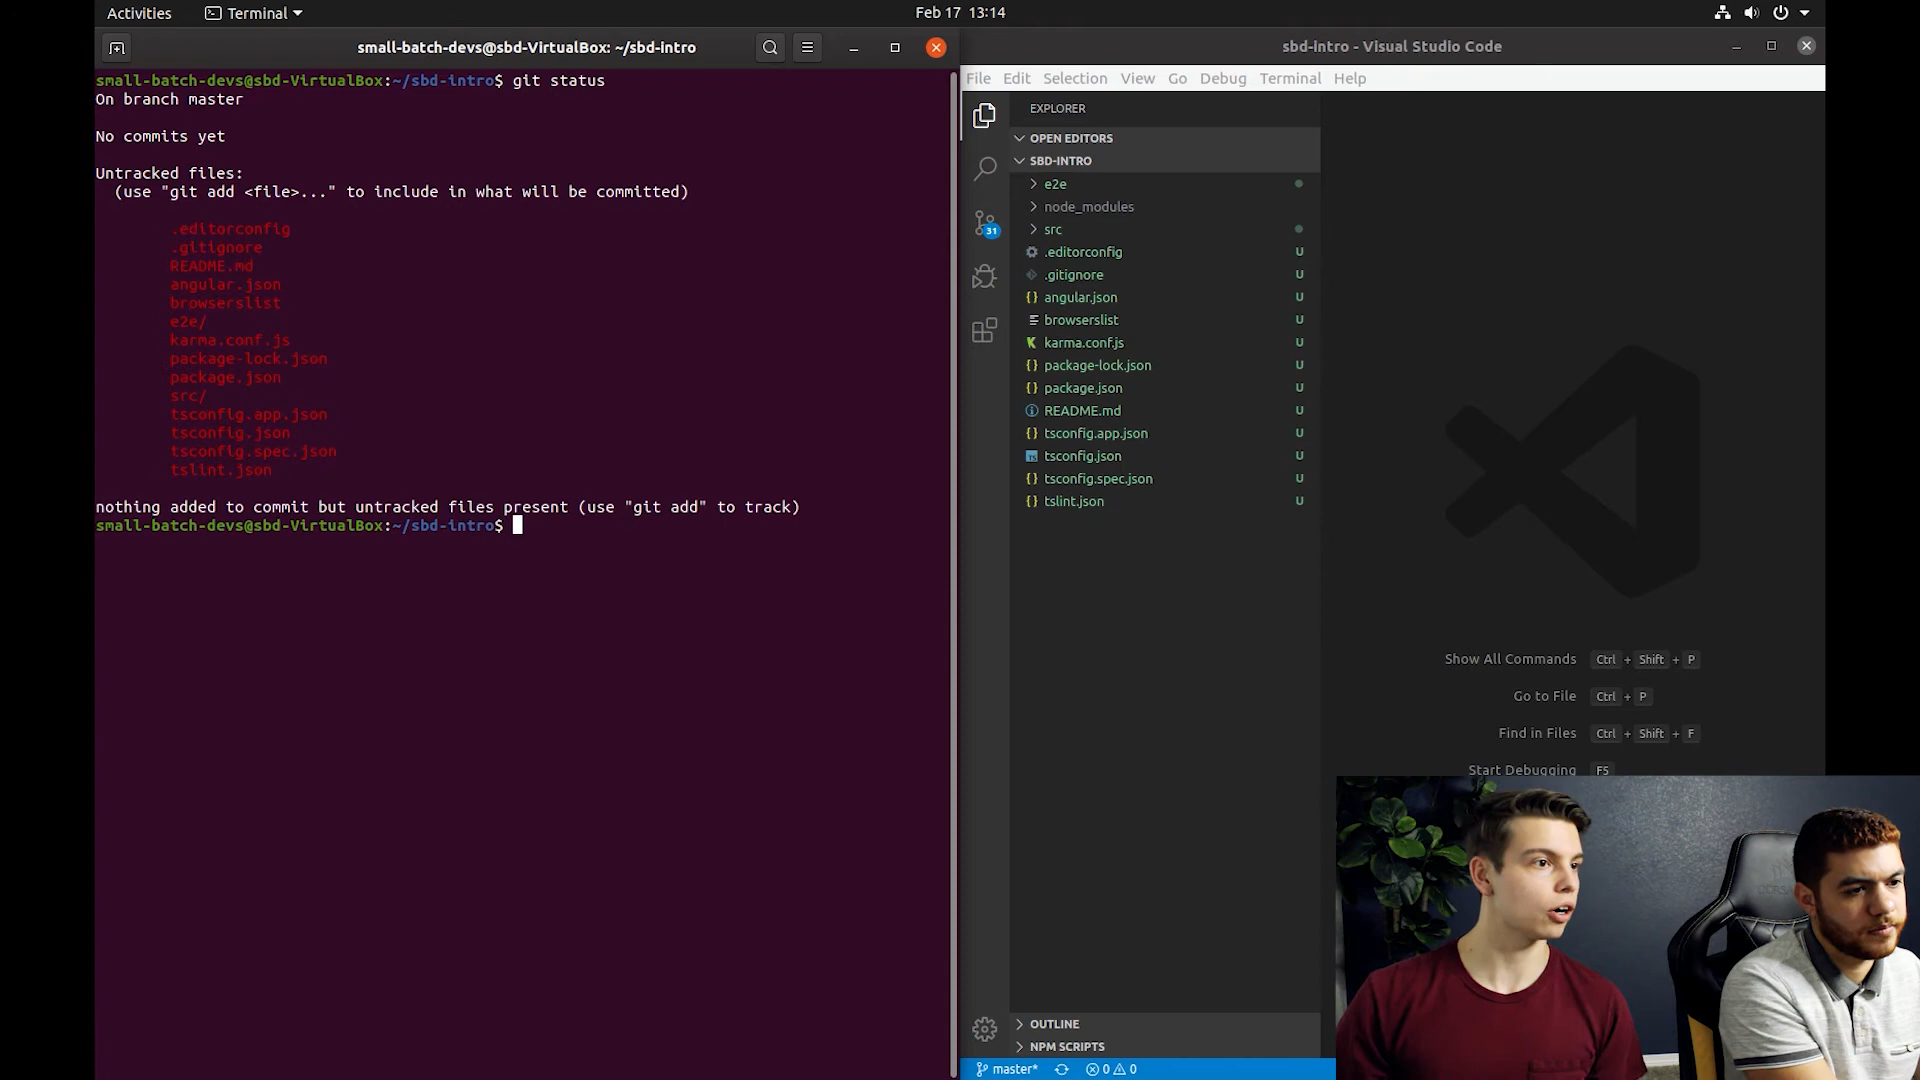 Activities
Terminal
Feb 17 13:14
small-batch-devs@sbd-VirtualBox: ~/sbd-intro
small-batch-devs@sbd-VirtualBox:~/sbd-intro$ git status
On branch master
No commits yet
Untracked files:
(use "git add <file>..." to include in what will be committed)
.editorconfig
.gitignore
README.md
angular.json
browserslist
e2e/
karma.conf.js
package-lock.json
package.json
src/
tsconfig.app.json
tsconfig.json
tsconfig.spec.json
tslint.json
nothing added to commit but untracked files present (use "git add" to track)
small-batch-devs@sbd-VirtualBox:~/sbd-intro$
sbd-intro - Visual Studio Code
File Edit Selection View Go Debug Terminal Help
EXPLORER
OPEN EDITORS
SBD-INTRO
e2e
node_modules
src
.editorconfig U
.gitignore U
angular.json U
browserslist U
karma.conf.js U
package-lock.json U
package.json U
README.md U
tsconfig.app.json U
tsconfig.json U
tsconfig.spec.json U
tslint.json U
31
Show All Commands Ctrl + Shift + P
Go to File Ctrl + P
Find in Files Ctrl + Shift + F
Start Debugging F5
OUTLINE
NPM SCRIPTS
master* 0 0